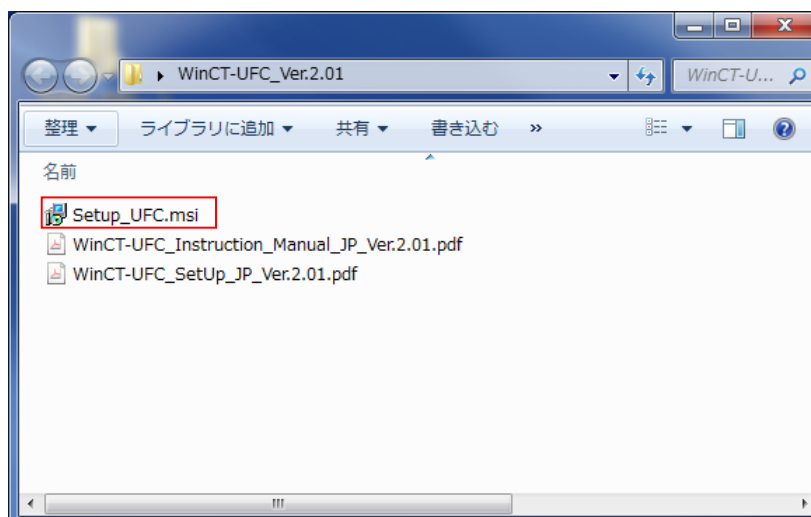 WinCT-UFC_Ver.2.01
WinCT-U...
整理 ライブラリに追加 共有 書き込む »
名前
Setup_UFC.msi
WinCT-UFC_Instruction_Manual_JP_Ver.2.01.pdf
WinCT-UFC_SetUp_JP_Ver.2.01.pdf